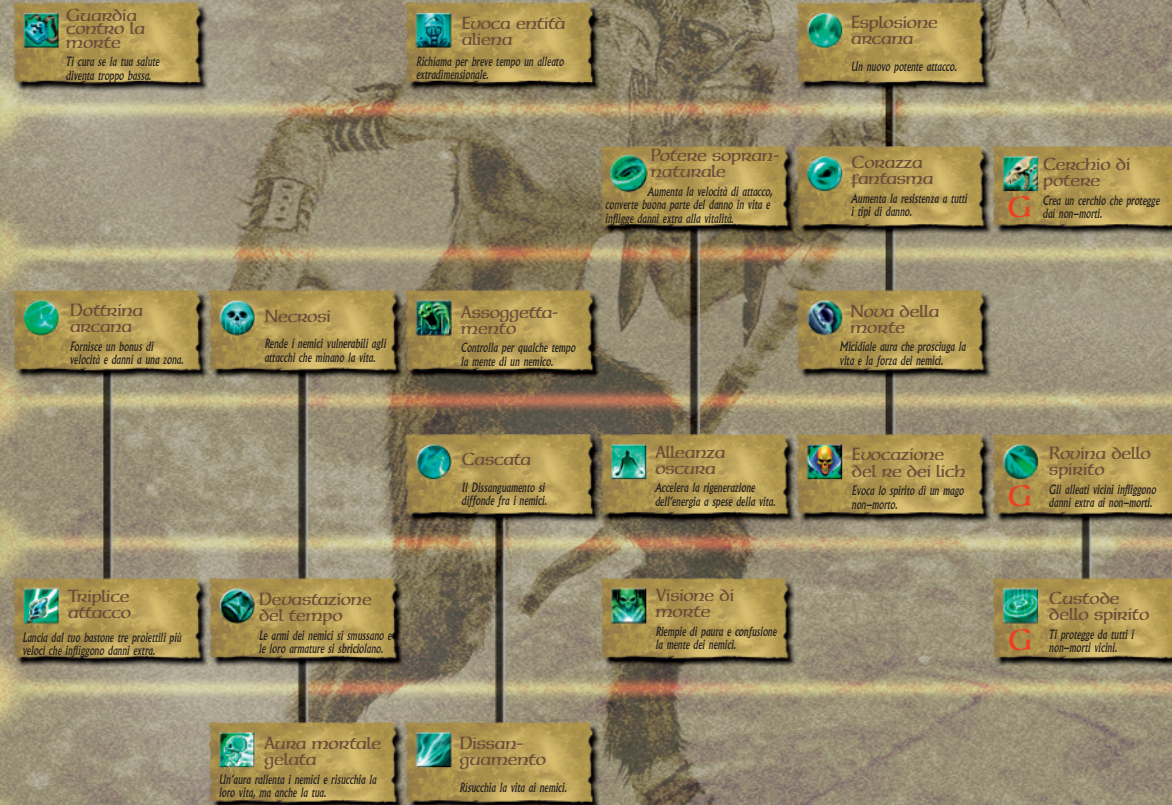 Guardia
contro la
morte
Ti cura se la tua salute
diventa troppo bassa.
Evoca entità
aliena
Richiama per breve tempo un alleato
extradimensionale.
Esplosione
arcana
Un nuovo potente attacco.
Potere sopran-
naturale
Aumenta la velocità di attacco,
converte buona parte del danno in vita e
infligge danni extra alla vitalità.
Corazza
fantasma
Aumenta la resistenza a tutti
i tipi di danno.
Cerchio di
potere
G
Crea un cerchio che protegge
dai non-morti.
Dottrina
arcana
Fornisce un bonus di
velocità e danni a una zona.
Necrosi
Rende i nemici vulnerabili agli
attacchi che minano la vita.
Assoggetta-
mento
Controlla per qualche tempo
la mente di un nemico.
Nova della
morte
Micidiale aura che prosciuga la
vita e la forza dei nemici.
Cascata
Il Dissanguamento si
diffonde fra i nemici.
Alleanza
oscura
Accelera la rigenerazione
dell'energia a spese della vita.
Evocazione
del re dei lich
Evoca lo spirito di un mago
non-morto.
Rovina dello
spirito
G
Gli alleati vicini infliggono
danni extra ai non-morti.
Triplice
attacco
Lancia dal tuo bastone tre proiettili più
veloci che infliggono danni extra.
Devastazione
del tempo
Le armi dei nemici si smussano e
le loro armature si sbriciolano.
Visione di
morte
Riempie di paura e confusione
la mente dei nemici.
Custode
dello spirito
G
Ti protegge da tutti i
non-morti vicini.
Aura mortale
gelata
Un'aura rallenta i nemici e risucchia la
loro vita, ma anche la tua.
Dissan-
guamento
Risucchia la vita ai nemici.